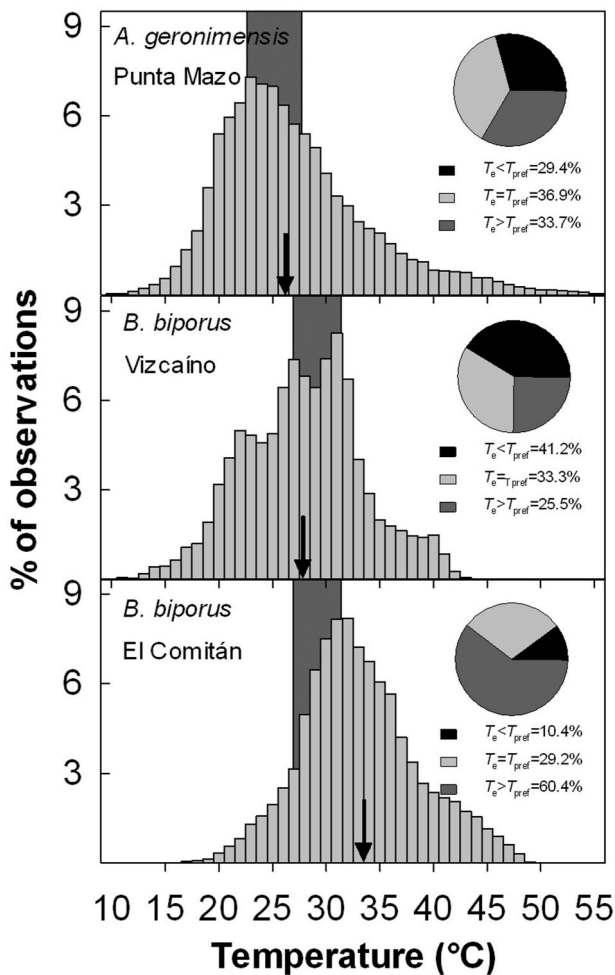 9
A. geronimensis
Punta Mazo
6
Te<Tpref=29.4%
Te=Tpref=36.9%
3
Te>Tpref=33.7%
9
B. biporus
Vizcaíno
6
Te<Tpref=41.2%
Te=Tpref=33.3%
3
Te>Tpref=25.5%
9
B. biporus
El Comitán
6
Te<Tpref=10.4%
Te=Tpref=29.2%
3
Te>Tpref=60.4%
% of observations
10 15 20 25 30 35 40 45 50 55
Temperature (°C)